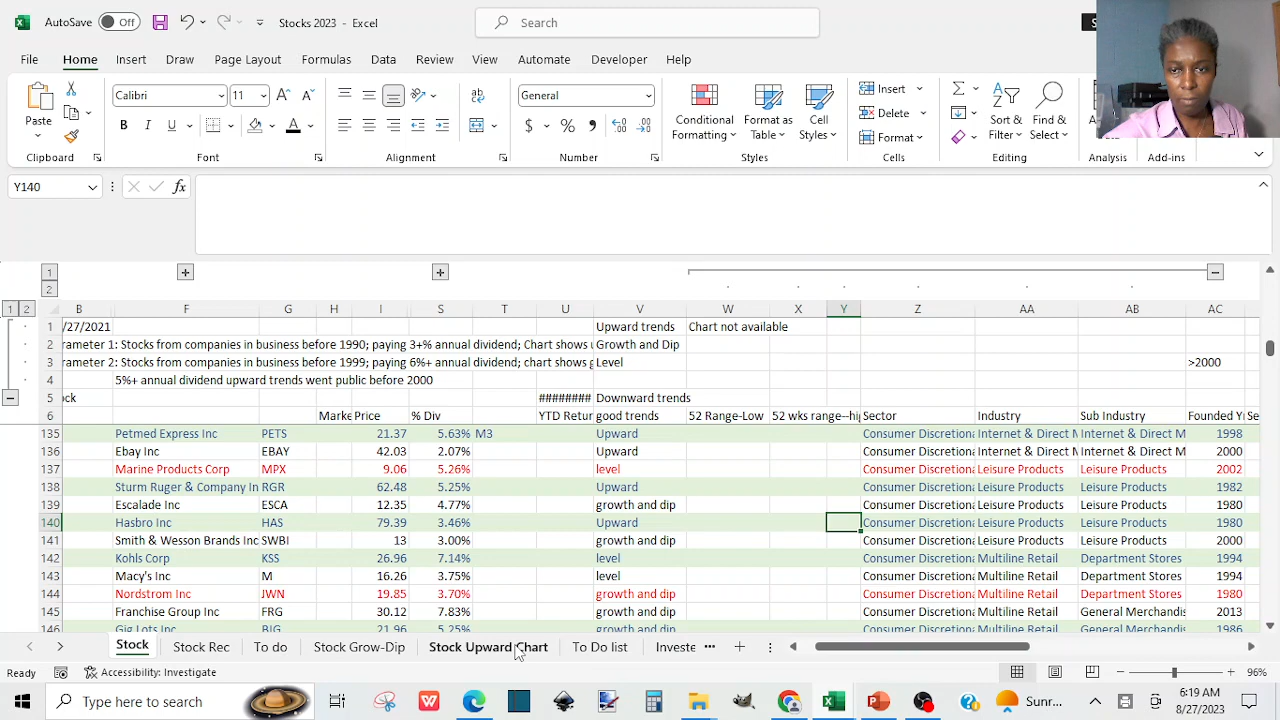 AutoSave Off Stocks 2023 - Excel Search
File Home Insert Draw Page Layout Formulas Data Review View Automate Developer Help
Paste Calibri 11 General Conditional Formatting Format as Table Cell Styles Insert Delete Format Sort & Filter Find & Select
Clipboard Font Alignment Number Styles Cells Editing Analysis Add-ins
Y140 fx
1 2
1 2 B F G H I S T U V W X Y Z AA AB AC
1 /27/2021 Upward trends Chart not available
2 rameter 1: Stocks from companies in business before 1990; paying 3+% annual dividend; Chart shows u Growth and Dip
3 rameter 2: Stocks from companies in business before 1999; paying 6%+ annual dividend; chart shows u Level >2000
4 5%+ annual dividend upward trends went public before 2000
5 ock ######## Downward trends
6 Marke Price % Div YTD Retur good trends 52 Range-Low 52 wks range--hi Sector Industry Sub Industry Founded Y Se
135 Petmed Express Inc PETS 21.37 5.63% M3 Upward Consumer Discretion Internet & Direct M Internet & Direct M 1998
136 Ebay Inc EBAY 42.03 2.07% Upward Consumer Discretion Internet & Direct M Internet & Direct M 2000
137 Marine Products Corp MPX 9.06 5.26% level Consumer Discretion Leisure Products Leisure Products 2002
138 Sturm Ruger & Company In RGR 62.48 5.25% Upward Consumer Discretion Leisure Products Leisure Products 1982
139 Escalade Inc ESCA 12.35 4.77% growth and dip Consumer Discretion Leisure Products Leisure Products 1980
140 Hasbro Inc HAS 79.39 3.46% Upward Consumer Discretion Leisure Products Leisure Products 1980
141 Smith & Wesson Brands Inc SWBI 13 3.00% growth and dip Consumer Discretion Leisure Products Leisure Products 2000
142 Kohls Corp KSS 26.96 7.14% level Consumer Discretion Multiline Retail Department Stores 1994
143 Macy's Inc M 16.26 3.75% level Consumer Discretion Multiline Retail Department Stores 1994
144 Nordstrom Inc JWN 19.85 3.70% growth and dip Consumer Discretion Multiline Retail Department Stores 1980
145 Franchise Group Inc FRG 30.12 7.83% growth and dip Consumer Discretion Multiline Retail General Merchandis 2013
146 Big Lots Inc BIG 21.96 5.25% growth and dip Consumer Discretion Multiline Retail General Merchandis 1986
Stock Stock Rec To do Stock Grow-Dip Stock Upward Chart To Do list Investe
Ready Accessibility: Investigate 96%
Type here to search Sunr... 6:19 AM
8/27/2023